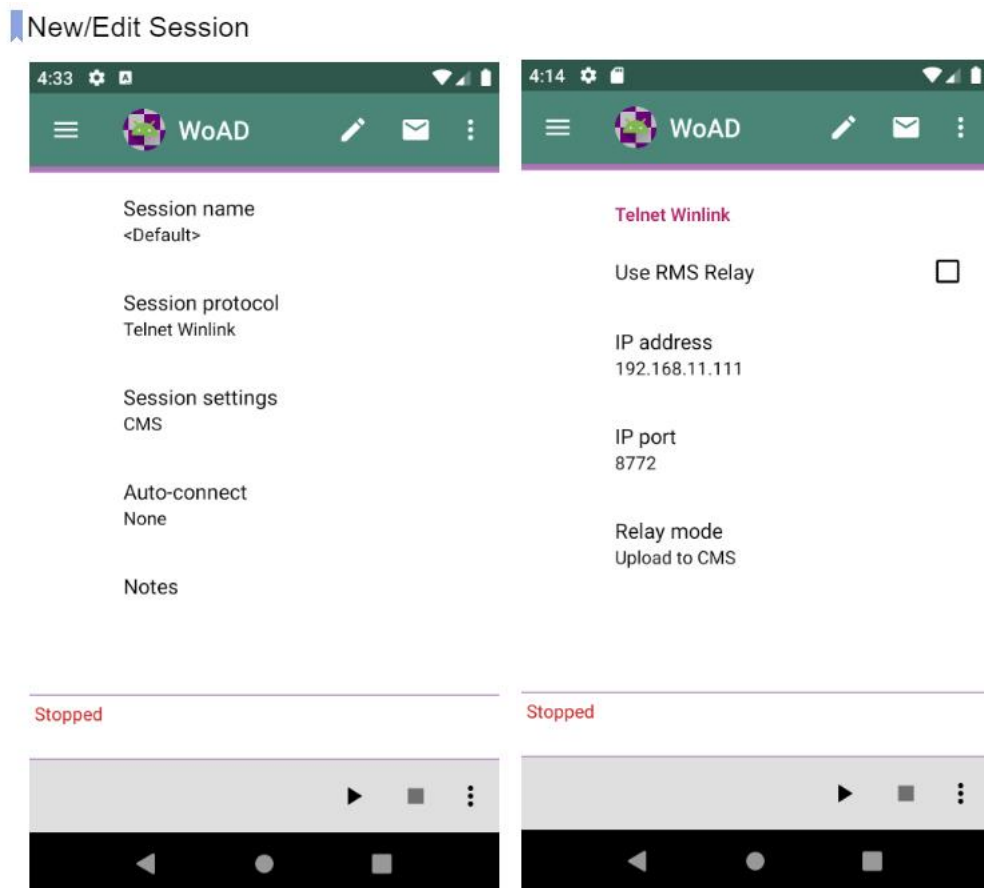 New/Edit Session
4:33
WoAD
Session name
<Default>
Session protocol
Telnet Winlink
Session settings
CMS
Auto-connect
None
Notes
Stopped
4:14
WoAD
Telnet Winlink
Use RMS Relay
IP address
192.168.11.111
IP port
8772
Relay mode
Upload to CMS
Stopped